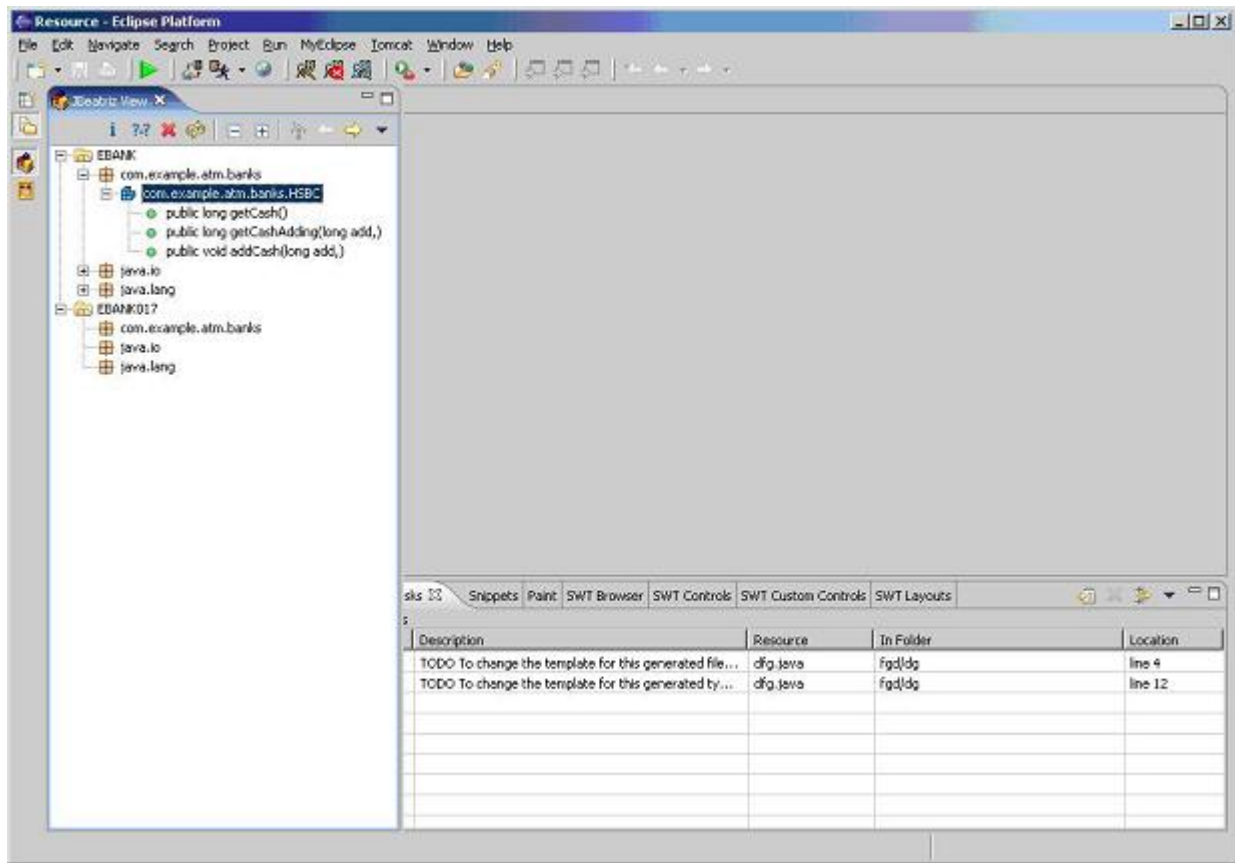 Resource - Eclipse Platform
File Edit Navigate Search Project Run MyEclipse Tomcat Window Help
JBeatriz View
EBANK
com.example.atm.banks
com.example.atm.banks.HSBC
public long getCash()
public long getCashAdding(long add,)
public void addCash(long add,)
java.io
java.lang
EBANK017
com.example.atm.banks
java.io
java.lang
sks Snippets Paint SWT Browser SWT Controls SWT Custom Controls SWT Layouts
s
Description Resource In Folder Location
TODO To change the template for this generated file... dfg.java fgd/dg line 4
TODO To change the template for this generated ty... dfg.java fgd/dg line 12